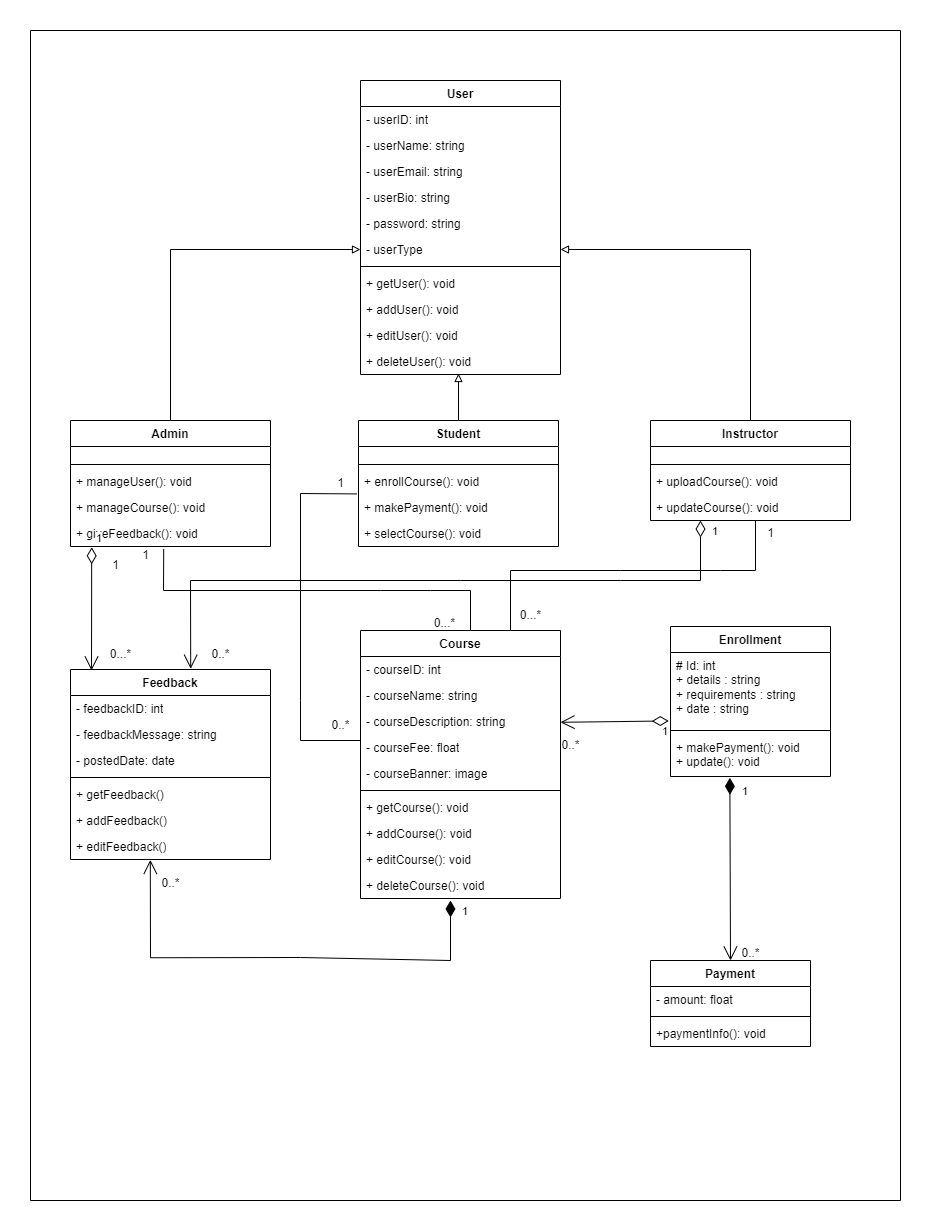 User
- userID: int
- userName: string
- userEmail: string
- userBio: string
- password: string
- userType
+ getUser(): void
+ addUser(): void
+ editUser(): void
+ deleteUser(): void
Admin
+ manageUser(): void
+ manageCourse(): void
+ giveFeedback(): void
1
1
1
Student
+ enrollCourse(): void
+ makePayment(): void
+ selectCourse(): void
1
Instructor
+ uploadCourse(): void
+ updateCourse(): void
1
1
0...*
0...*
0...*
0...*
Feedback
- feedbackID: int
- feedbackMessage: string
- postedDate: date
+ getFeedback()
+ addFeedback()
+ editFeedback()
0..*
Course
- courseID: int
- courseName: string
- courseDescription: string
- courseFee: float
- courseBanner: image
+ getCourse(): void
+ addCourse(): void
+ editCourse(): void
+ deleteCourse(): void
0..*
0..*
1
Enrollment
# Id: int
+ details : string
+ requirements : string
+ date : string
+ makePayment(): void
+ update(): void
1
1
0..*
Payment
- amount: float
+paymentInfo(): void